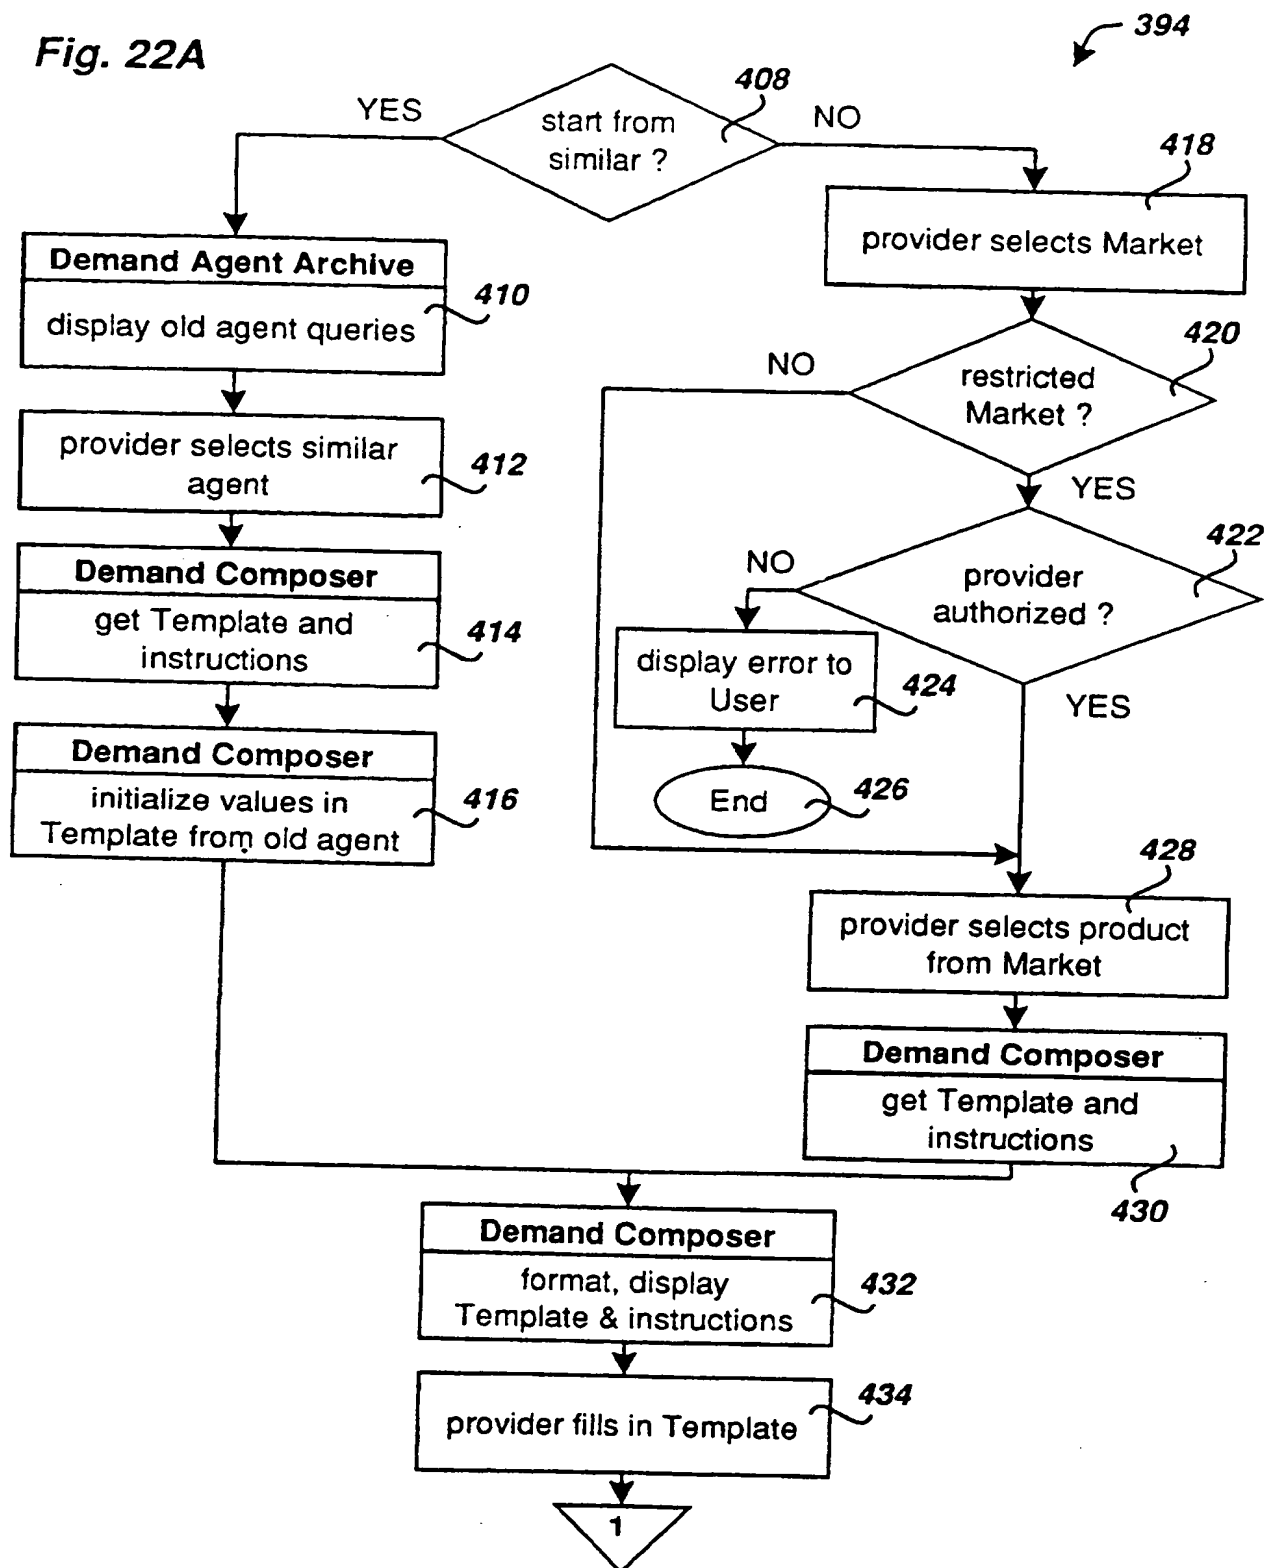 Fig. 22A
394
408
YES
start from
similar ?
NO
418
provider selects Market
Demand Agent Archive
display old agent queries
410
420
NO
restricted
Market ?
provider selects similar
agent
412
YES
422
NO
provider
authorized ?
Demand Composer
get Template and
instructions
414
display error to
User
424
YES
Demand Composer
initialize values in
Template from old agent
416
End
426
428
provider selects product
from Market
Demand Composer
get Template and
instructions
430
Demand Composer
format, display
Template & instructions
432
provider fills in Template
434
1